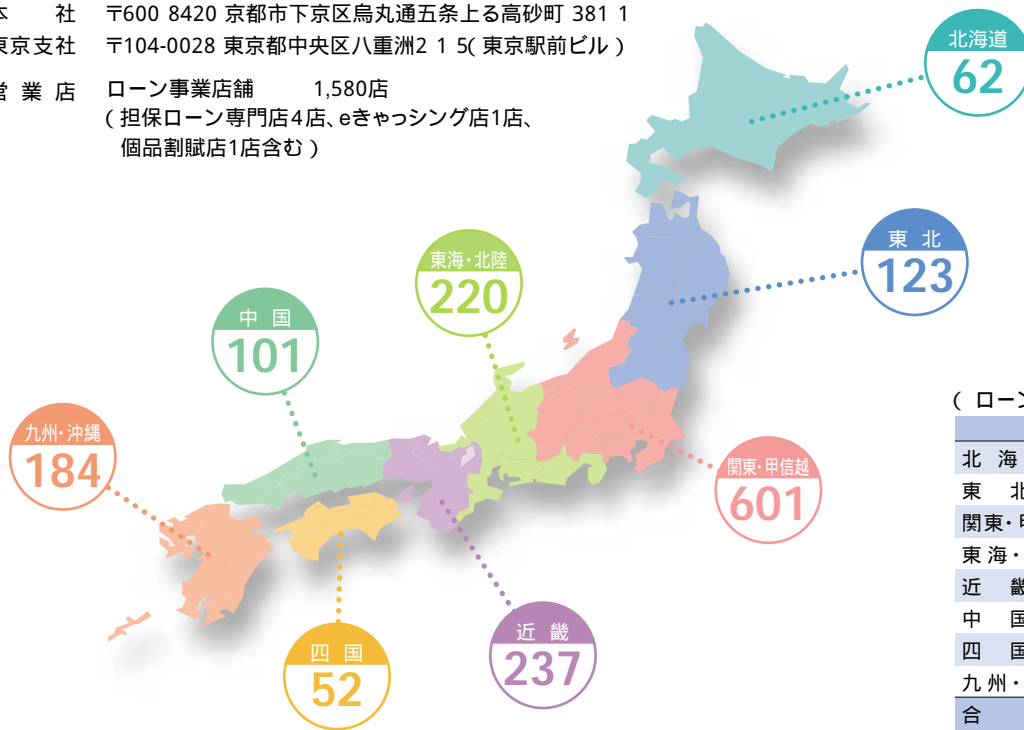 本 社 〒600 8420 京都市下京区烏丸通五条上る高砂町 381 1
東京支社 〒104-0028 東京都中央区八重洲2 1 5( 東京駅前ビル )
営 業 店 ローン事業店舗 1,580店
( 担保ローン専門店4店、eきゃっシング店1店、
個品割賦店1店含む )
北海道
62
東 北
123
東海・北陸
220
中 国
101
九州・沖縄
184
関東・甲信越
601
近 畿
237
四 国
52
( ローン
北 海
東 北
関東・甲
東 海・
近 畿
中 国
四 国
九 州・
合